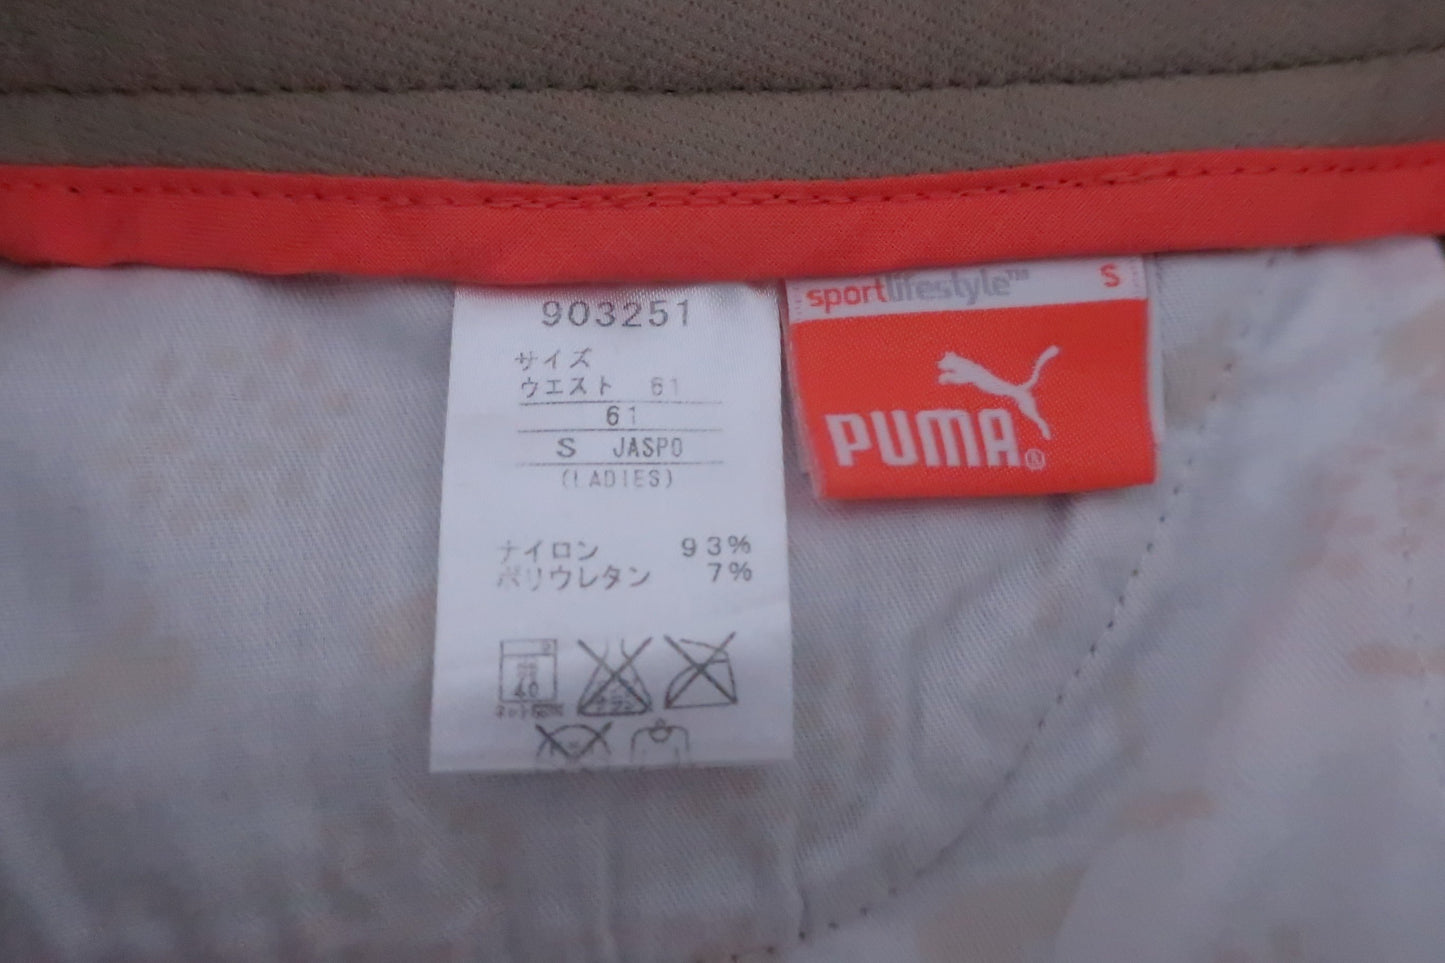 903251
サイズ
ウエスト 61
61
S JASPO
(LADIES)
ナイロン 93%
ポリウレタン 7%
40
sportlifestyle™ S
PUMA®